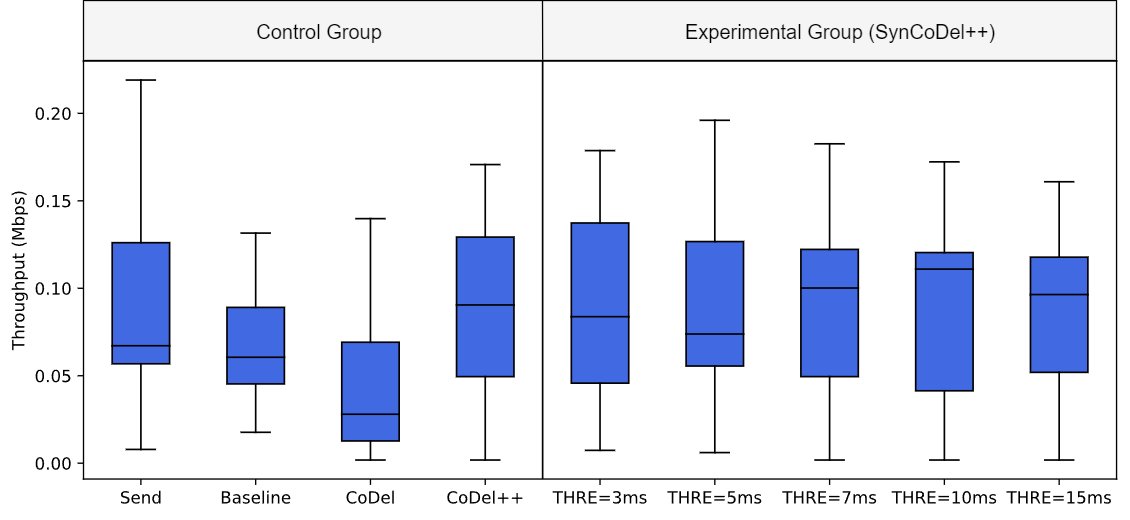 Control Group
Experimental Group (SynCoDel++)
Throughput (Mbps)
0.20
0.15
0.10
0.05
0.00
Send Baseline CoDel CoDel++ THRE=3ms THRE=5ms THRE=7ms THRE=10ms THRE=15ms